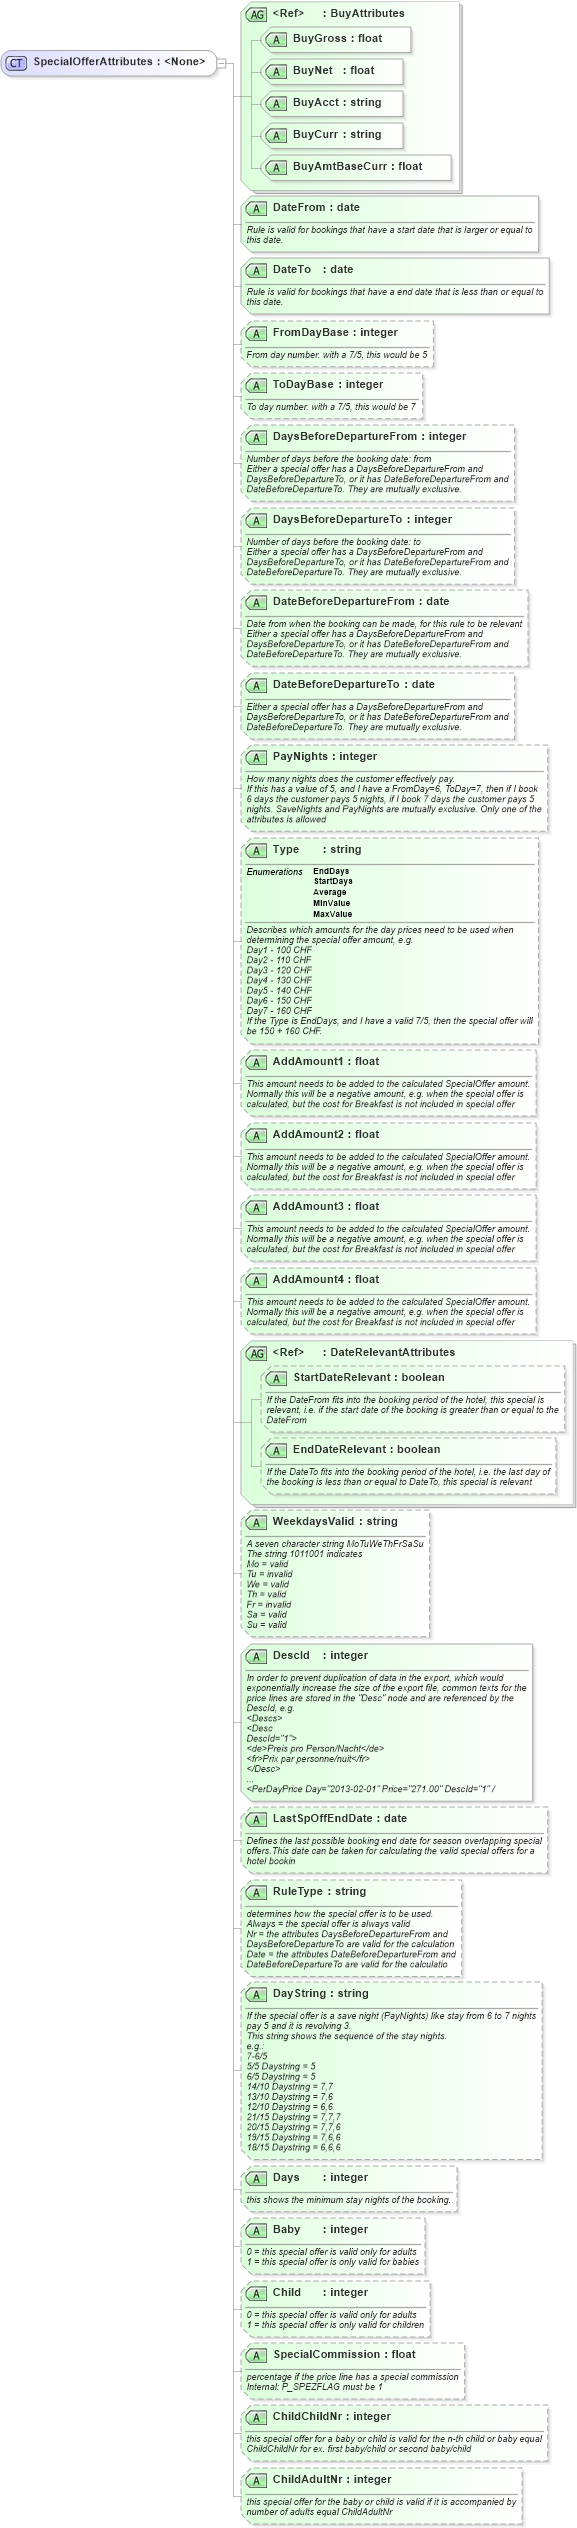 CT SpecialOfferAttributes : <None>
AG <Ref> : BuyAttributes
A BuyGross : float
A BuyNet : float
A BuyAcct : string
A BuyCurr : string
A BuyAmtBaseCurr : float
A DateFrom : date
Rule is valid for bookings that have a start date that is larger or equal to
this date.
A DateTo : date
Rule is valid for bookings that have a end date that is less than or equal to
this date.
A FromDayBase : integer
From day number. with a 7/5, this would be 5
A ToDayBase : integer
To day number. with a 7/5, this would be 7
A DaysBeforeDepartureFrom : integer
Number of days before the booking date: from
Either a special offer has a DaysBeforeDepartureFrom and
DaysBeforeDepartureTo, or it has DateBeforeDepartureFrom and
DateBeforeDepartureTo. They are mutually exclusive.
A DaysBeforeDepartureTo : integer
Number of days before the booking date: to
Either a special offer has a DaysBeforeDepartureFrom and
DaysBeforeDepartureTo, or it has DateBeforeDepartureFrom and
DateBeforeDepartureTo. They are mutually exclusive.
A DateBeforeDepartureFrom : date
Date from when the booking can be made, for this rule to be relevant
Either a special offer has a DaysBeforeDepartureFrom and
DaysBeforeDepartureTo, or it has DateBeforeDepartureFrom and
DateBeforeDepartureTo. They are mutually exclusive.
A DateBeforeDepartureTo : date
Either a special offer has a DaysBeforeDepartureFrom and
DaysBeforeDepartureTo, or it has DateBeforeDepartureFrom and
DateBeforeDepartureTo. They are mutually exclusive.
A PayNights : integer
How many nights does the customer effectively pay.
If this has a value of 5, and I have a FromDay=6, ToDay=7, then if I book
6 days the customer pays 5 nights, if I book 7 days the customer pays 5
nights. SaveNights and PayNights are mutually exclusive. Only one of the
attributes is allowed
A Type : string
Enumerations EndDays
StartDays
Average
MinValue
MaxValue
Describes which amounts for the day prices need to be used when
determining the special offer amount, e.g.
Day1 - 100 CHF
Day2 - 110 CHF
Day3 - 120 CHF
Day4 - 130 CHF
Day5 - 140 CHF
Day6 - 150 CHF
Day7 - 160 CHF
If the Type is EndDays, and I have a valid 7/5, then the special offer will
be 150 + 160 CHF.
A AddAmount1 : float
This amount needs to be added to the calculated SpecialOffer amount.
Normally this will be a negative amount, e.g. when the special offer is
calculated, but the cost for Breakfast is not included in special offer
A AddAmount2 : float
This amount needs to be added to the calculated SpecialOffer amount.
Normally this will be a negative amount, e.g. when the special offer is
calculated, but the cost for Breakfast is not included in special offer
A AddAmount3 : float
This amount needs to be added to the calculated SpecialOffer amount.
Normally this will be a negative amount, e.g. when the special offer is
calculated, but the cost for Breakfast is not included in special offer
A AddAmount4 : float
This amount needs to be added to the calculated SpecialOffer amount.
Normally this will be a negative amount, e.g. when the special offer is
calculated, but the cost for Breakfast is not included in special offer
AG <Ref> : DateRelevantAttributes
A StartDateRelevant : boolean
If the DateFrom fits into the booking period of the hotel, this special is
relevant, i.e. if the start date of the booking is greater than or equal to the
DateFrom
A EndDateRelevant : boolean
If the DateTo fits into the booking period of the hotel, i.e. the last day of
the booking is less than or equal to DateTo, this special is relevant
A WeekdaysValid : string
A seven character string MoTuWeThFrSaSu
The string 1011001 indicates
Mo = valid
Tu = invalid
We = valid
Th = valid
Fr = invalid
Sa = valid
Su = valid
A DescId : integer
In order to prevent duplication of data in the export, which would
exponentially increase the size of the export file, common texts for the
price lines are stored in the "Desc" node and are referenced by the
DescId, e.g.
<Descs>
<Desc
DescId="1">
<de>Preis pro Person/Nacht</de>
<fr>Prix par personne/nuit</fr>
</Desc>
...
<PerDayPrice Day="2013-02-01" Price="271.00" DescId="1" /
A LastSpOffEndDate : date
Defines the last possible booking end date for season overlapping special
offers.This date can be taken for calculating the valid special offers for a
hotel bookin
A RuleType : string
determines how the special offer is to be used.
Always = the special offer is always valid
Nr = the attributes DaysBeforeDepartureFrom and
DaysBeforeDepartureTo are valid for the calculation
Date = the attributes DateBeforeDepartureFrom and
DateBeforeDepartureTo are valid for the calculatio
A DayString : string
If the special offer is a save night (PayNights) like stay from 6 to 7 nights
pay 5 and it is revolving 3.
This string shows the sequence of the stay nights.
e.g.:
7-6/5
5/5 Daystring = 5
6/5 Daystring = 5
14/10 Daystring = 7,7
13/10 Daystring = 7,6
12/10 Daystring = 6,6
21/15 Daystring = 7,7,7
20/15 Daystring = 7,7,6
19/15 Daystring = 7,6,6
18/15 Daystring = 6,6,6
A Days : integer
this shows the minimum stay nights of the booking.
A Baby : integer
0 = this special offer is valid only for adults
1 = this special offer is only valid for babies
A Child : integer
0 = this special offer is valid only for adults
1 = this special offer is only valid for children
A SpecialCommission : float
percentage if the price line has a special commission
Internal: P_SPEZFLAG must be 1
A ChildChildNr : integer
this special offer for a baby or child is valid for the n-th child or baby equal
ChildChildNr for ex. first baby/child or second baby/child
A ChildAdultNr : integer
this special offer for the baby or child is valid if it is accompanied by
number of adults equal ChildAdultNr